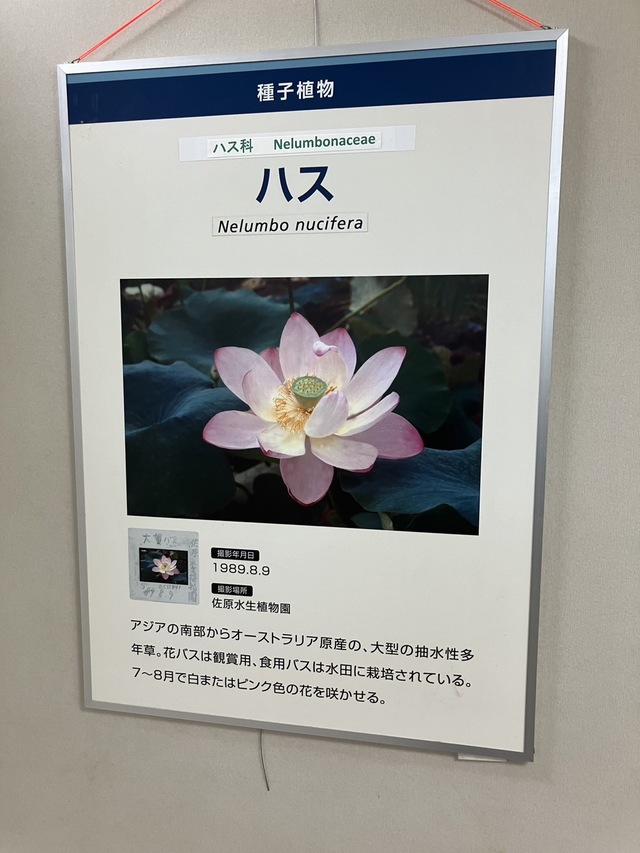 種子植物
ハス科 Nelumbonaceae
ハス
Nelumbo nucifera
大賀ハス
撮影年月日
1989.8.9
撮影場所
佐原水生植物園
アジアの南部からオーストラリア原産の、大型の抽水性多
年草。花バスは観賞用、食用バスは水田に栽培されている。
7〜8月で白またはピンク色の花を咲かせる。